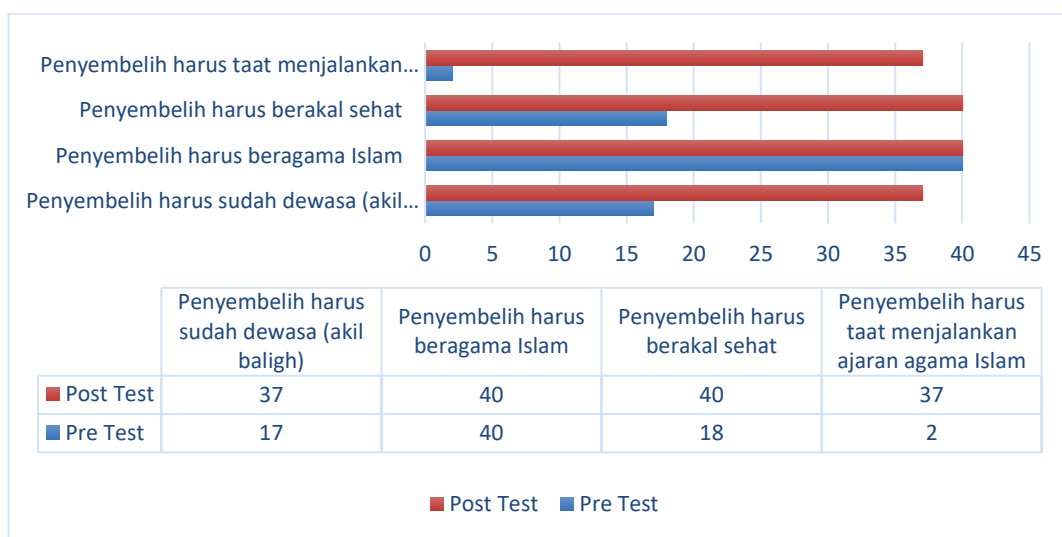 Penyembelih harus taat menjalankan...
Penyembelih harus berakal sehat
Penyembelih harus beragama Islam
Penyembelih harus sudah dewasa (akil...
0 5 10 15 20 25 30 35 40 45
Penyembelih harus
sudah dewasa (akil
baligh)
Penyembelih harus
beragama Islam
Penyembelih harus
berakal sehat
Penyembelih harus
taat menjalankan
ajaran agama Islam
Post Test 37 40 40 37
Pre Test 17 40 18 2
Post Test Pre Test